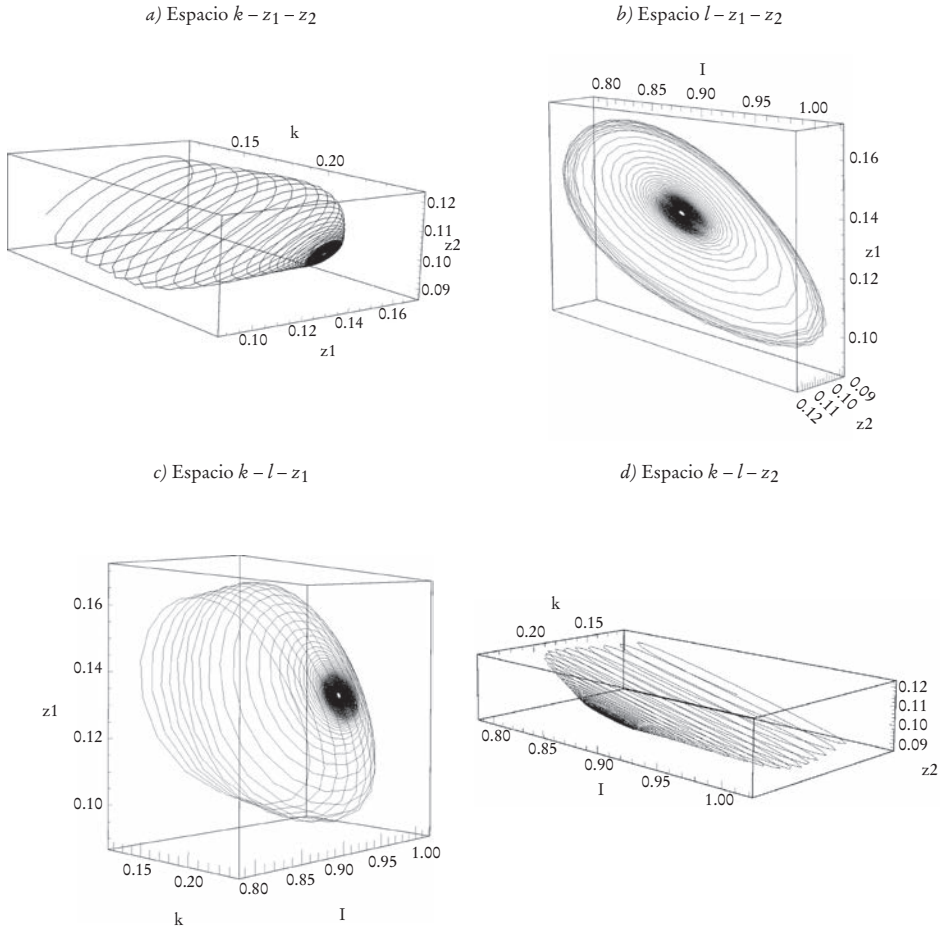 a) Espacio k – z1 – z2
b) Espacio l – z1 – z2
k
0.15
0.20
0.12
0.11
z2
0.10
0.09
0.10
0.12
0.14
0.16
z1
I
0.80
0.85
0.90
0.95
1.00
0.16
0.14
z1
0.12
0.10
0.09
0.10
0.11
0.12
z2
c) Espacio k – l – z1
d) Espacio k – l – z2
0.16
0.14
z1
0.12
0.10
0.15
0.20
k
0.80
0.85
0.90
0.95
1.00
I
k
0.20
0.15
0.12
0.11
0.10
0.09
z2
0.80
0.85
0.90
0.95
1.00
I